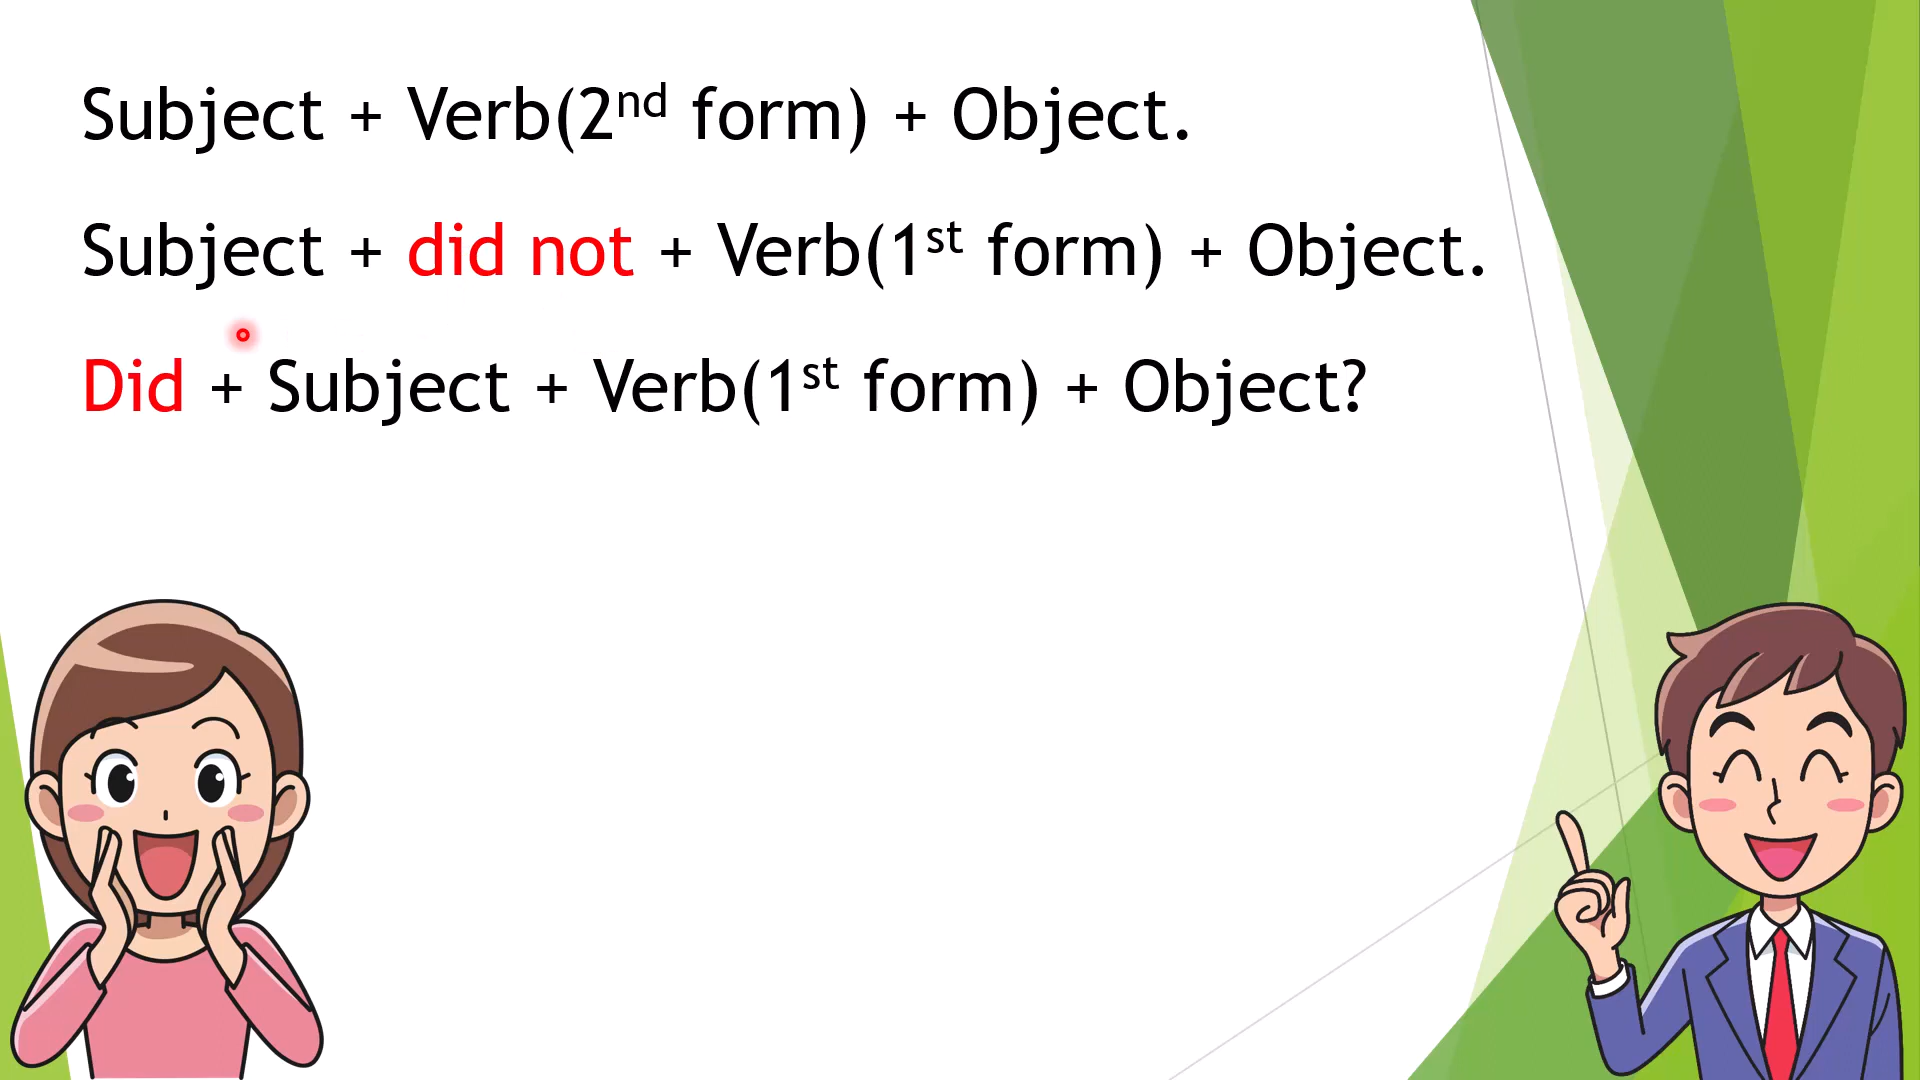 Subject + Verb(2nd form) + Object.
Subject + did not + Verb(1st form) + Object.
Did + Subject + Verb(1st form) + Object?